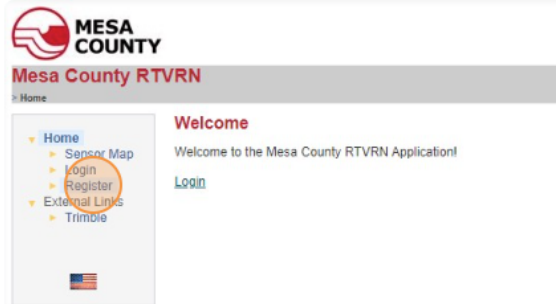 MESA
COUNTY
Mesa County RTVRN
> Home
Home
Sensor Map
Login
Register
External Links
Trimble
Welcome
Welcome to the Mesa County RTVRN Application!
Login